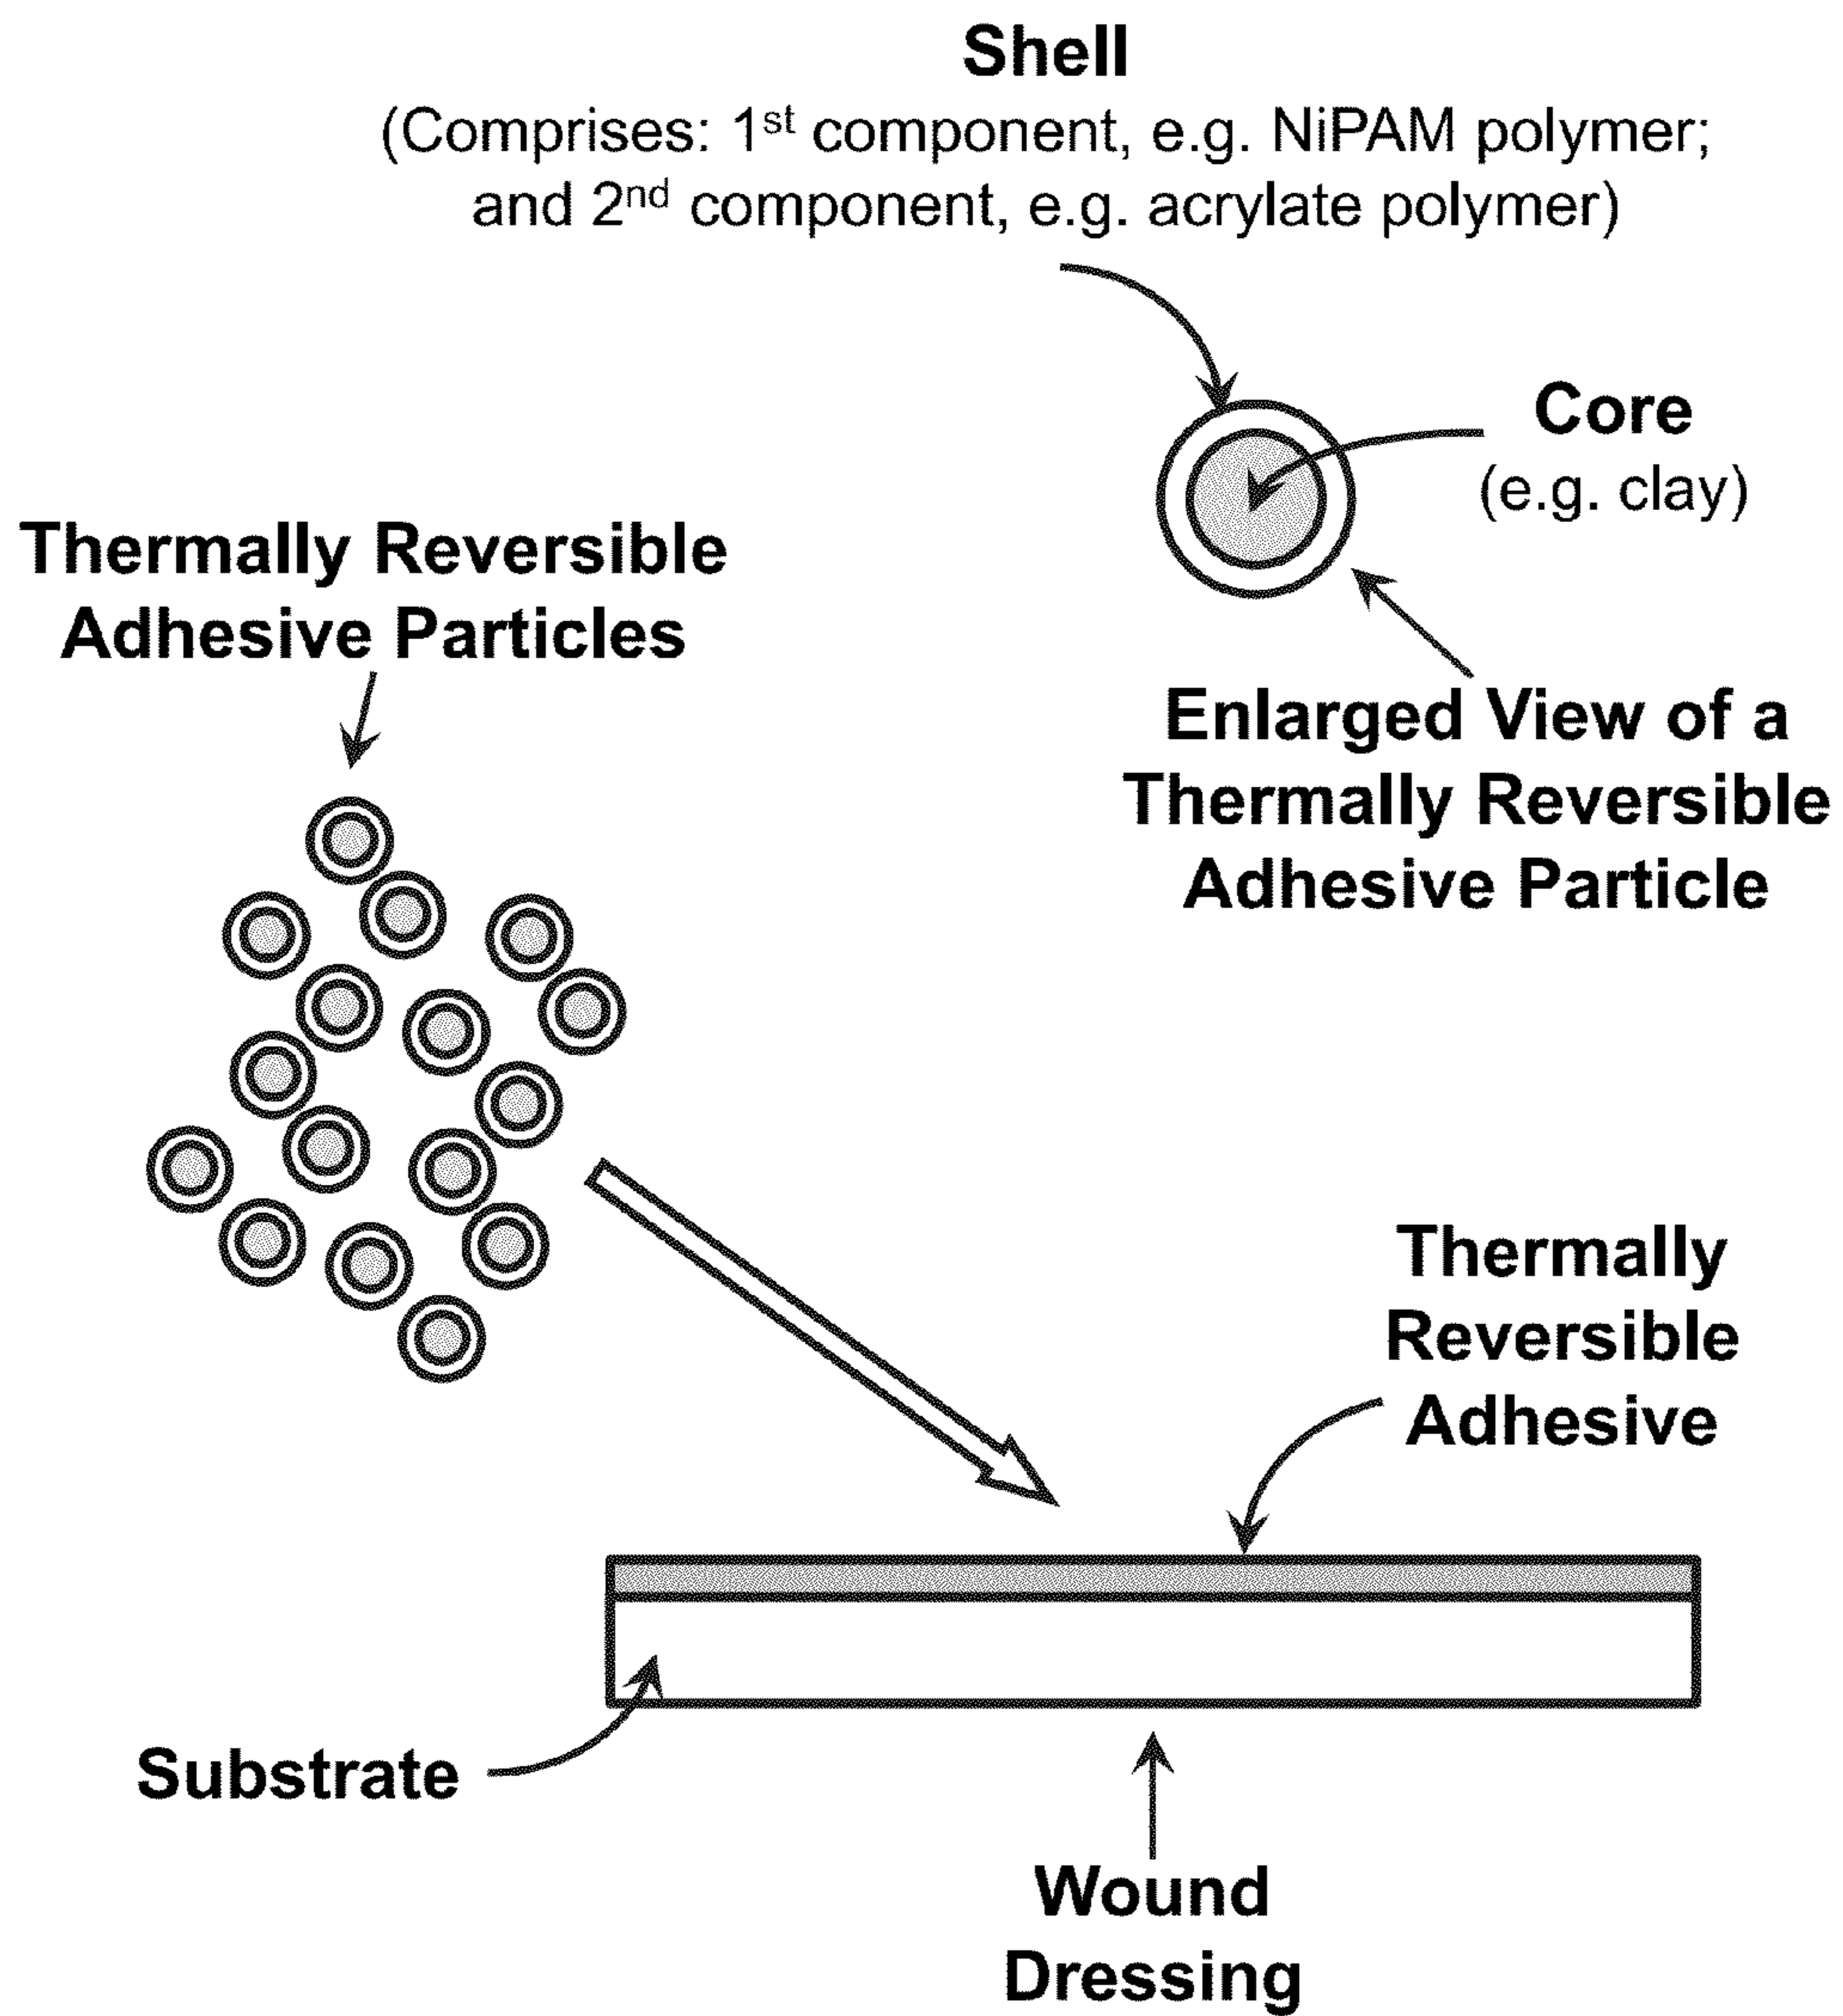 Shell
(Comprises: 1st component, e.g. NiPAM polymer;
and 2nd component, e.g. acrylate polymer)
Core
(e.g. clay)
Thermally Reversible
Adhesive Particles
Enlarged View of a
Thermally Reversible
Adhesive Particle
Thermally
Reversible
Adhesive
Substrate
Wound
Dressing